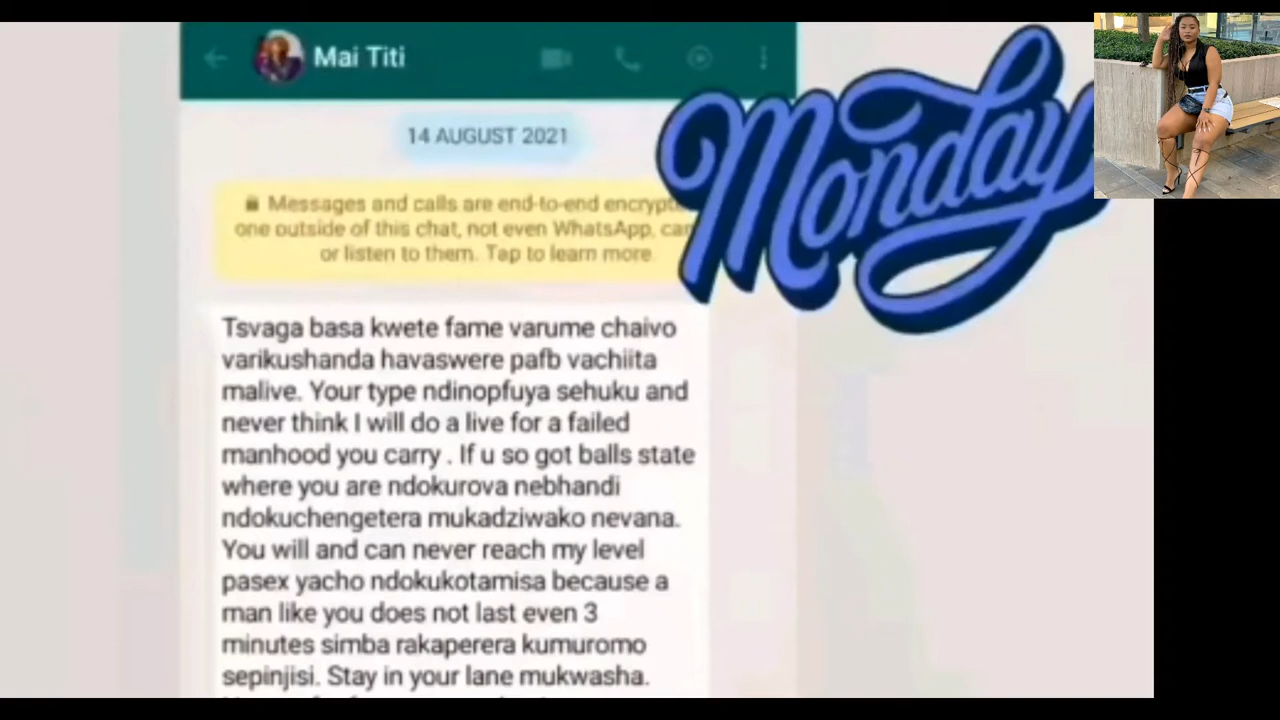 Mai Titi
14 AUGUST 2021
Monday
Messages and calls are end-to-end
one outside of this chat, not even WhatsApp,
or listen to them. Tap to learn more.
Tsvaga basa kwete fame varume chaivo
varikushanda havaswere pafb vachiita
malive. Your type ndinopfuya sehuku and
never think I will do a live for a failed
manhood you carry . If u so got balls state
where you are ndokurova nebhandi
ndokuchengetera mukadziwako nevana.
You will and can never reach my level
pasex yacho ndokukotamisa because a
man like you does not last even 3
minutes simba rakaperera kumuromo
sepinjisi. Stay in your lane mukwasha.